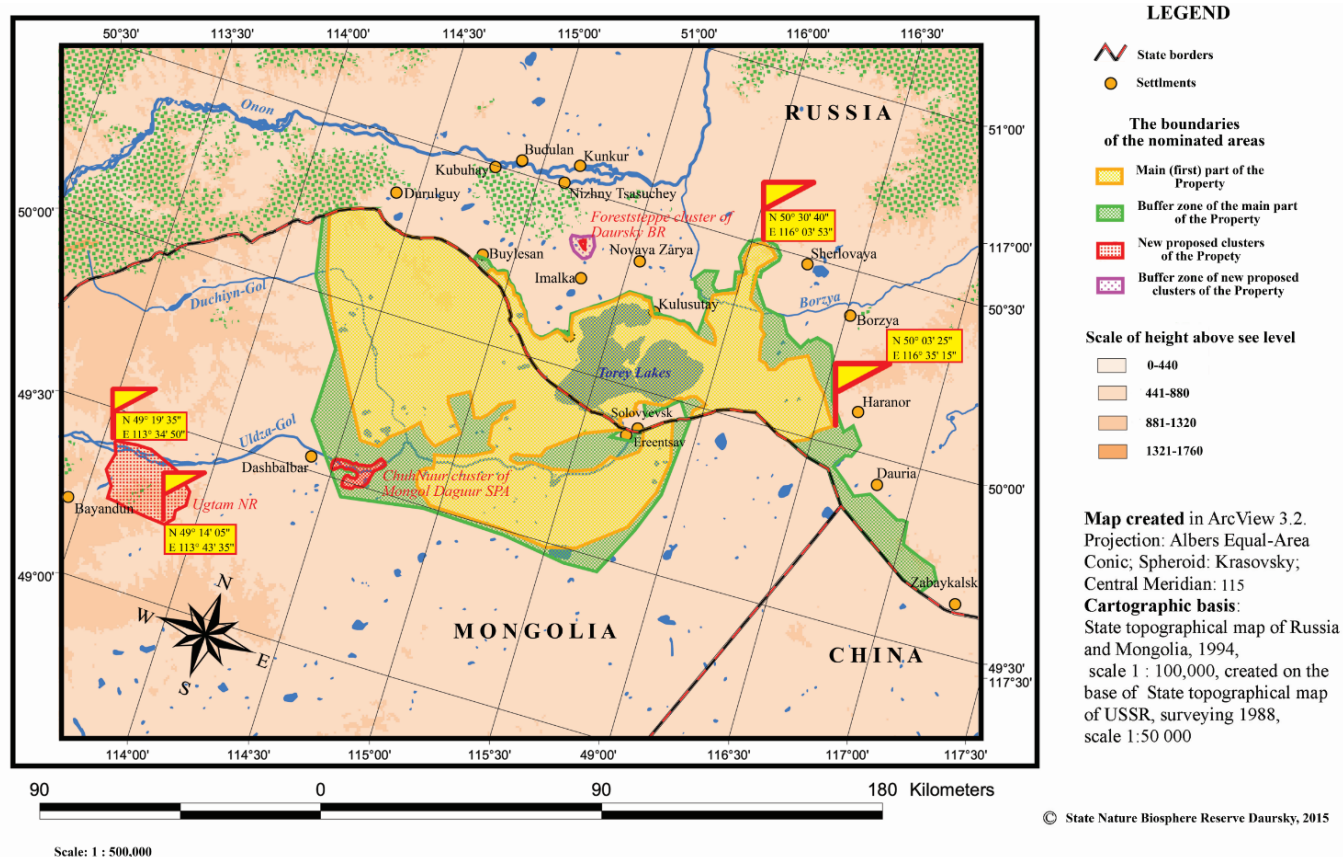 50°30'
113°30'
114°00'
114°30'
115°00'
51°00'
116°00'
116°30'
Onon
RUSSIA
51°00'
Budulan
Kunkur
Kubuhay
Nizhny Tsasuchey
Durulguy
50°00'
N 50° 30' 40"
E 116° 03' 53"
Foreststeppe cluster of
Daursky BR
117°00'
Buylesan
Novaya Zárya
Sherlovaya
Imalka
Duchiyn-Gol
Kulusutay
Borzya
50°30'
Borzya
N 50° 03' 25"
E 116° 35' 15"
49°30'
Torey Lakes
Haranor
Solovyevsk
N 49° 19' 35"
E 113° 34' 50"
Uldza-Gol
Ereentsav
Dashbalbar
ChuhNuur cluster of
Mongol Daguur SPA
Dauria
50°00'
Bayandun
Ugtam NR
N 49° 14' 05"
E 113° 43' 35"
49°00'
Zabaykalsk
N
W
E
S
MONGOLIA
CHINA
49°30'
117°30'
114°00'
114°30'
115°00'
115°30'
49°00'
116°30'
117°00'
117°30'
90
0
90
180
Kilometers
Scale: 1 : 500,000
LEGEND
State borders
Settlments
The boundaries
of the nominated areas
Main (first) part of the
Property
Buffer zone of the main part
of the Property
New proposed clusters
of the Propety
Buffer zone of new proposed
clusters of the Property
Scale of height above see level
0-440
441-880
881-1320
1321-1760
Map created in ArcView 3.2.
Projection: Albers Equal-Area
Conic; Spheroid: Krasovsky;
Central Meridian: 115
Cartographic basis:
State topographical map of Russia
and Mongolia, 1994,
scale 1 : 100,000, created on the
base of State topographical map
of USSR, surveying 1988,
scale 1:50 000
© State Nature Biosphere Reserve Daursky, 2015